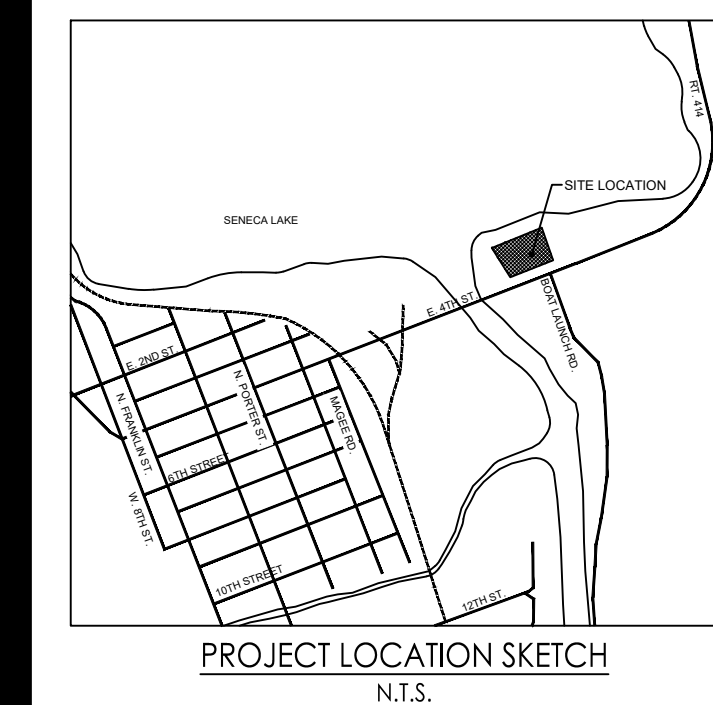 RT. 414
SITE LOCATION
SENECA LAKE
E. 4TH ST.
BOAT LAUNCH RD.
E. 2ND ST.
N. FRANKLIN ST.
N. PORTER ST.
MAGEE RD.
6TH STREET
W. 8TH ST.
10TH STREET
12TH ST.
PROJECT LOCATION SKETCH
N.T.S.